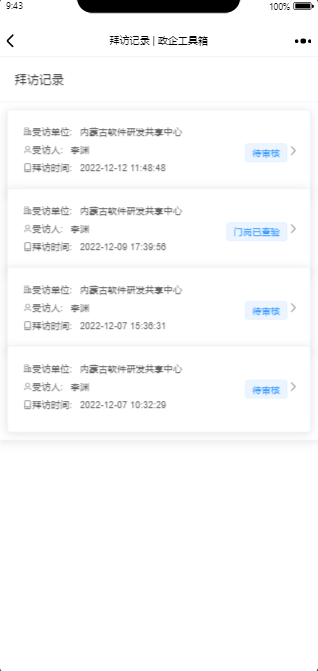 9:43
100%
拜访记录 | 政企工具箱
拜访记录
受访单位: 内蒙古软件研发共享中心
受访人: 李渊
待审核
拜访时间: 2022-12-12 11:48:48
受访单位: 内蒙古软件研发共享中心
受访人: 李渊
门岗已查验
拜访时间: 2022-12-09 17:39:56
受访单位: 内蒙古软件研发共享中心
受访人: 李渊
待审核
拜访时间: 2022-12-07 15:36:31
受访单位: 内蒙古软件研发共享中心
受访人: 李渊
待审核
拜访时间: 2022-12-07 10:32:29